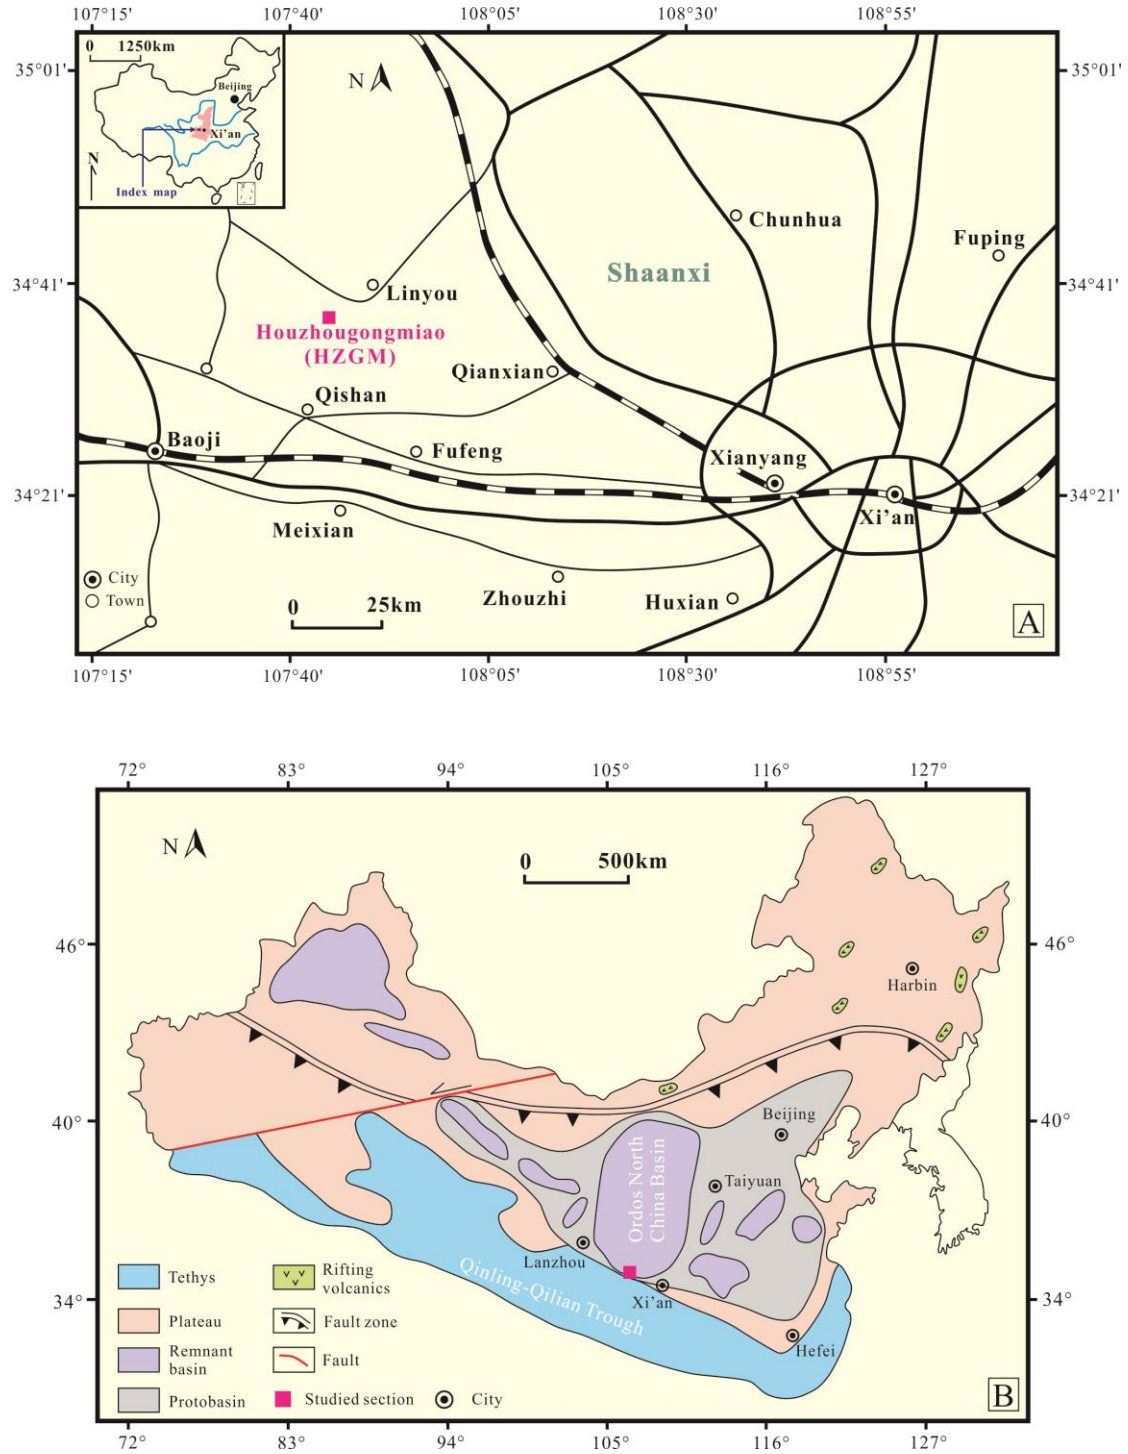 107°15' 107°40' 108°05' 108°30' 108°55'
35°01' 35°01'
0 1250km
Beijing
Xi'an
N
Index map
N
Chunhua
Fuping
Shaanxi
34°41' 34°41'
Linyou
Houzhougongmiao
(HZGM)
Qianxian
Qishan
Baoji
Fufeng
Xianyang
34°21' 34°21'
Xi'an
Meixian
City
Town
Zhouzhi
Huxian
0 25km
A
107°15' 107°40' 108°05' 108°30' 108°55'
72° 83° 94° 105° 116° 127°
N
0 500km
46° 46°
Harbin
40° 40°
Beijing
Ordos North
China Basin
Taiyuan
Lanzhou
Qinling-Qilian Trough
Xi'an
34° 34°
Hefei
Tethys
Rifting
volcanics
Plateau
Fault zone
Remnant
basin
Fault
Protobasin
Studied section
City
B
72° 83° 94° 105° 116° 127°